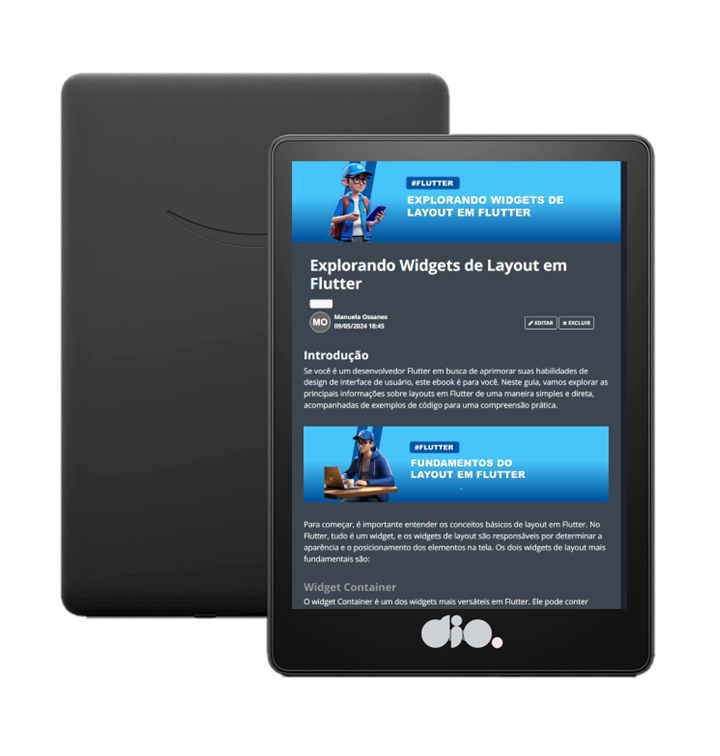 #FLUTTER
EXPLORANDO WIDGETS DE
LAYOUT EM FLUTTER
Explorando Widgets de Layout em
Flutter
MO
Manuela Ossanes
09/05/2024 18:45
EDITAR
EXCLUIR
Introdução
Se você é um desenvolvedor Flutter em busca de aprimorar suas habilidades de
design de interface de usuário, este ebook é para você. Neste guia, vamos explorar as
principais informações sobre layouts em Flutter de uma maneira simples e direta,
acompanhadas de exemplos de código para uma compreensão prática.
#FLUTTER
FUNDAMENTOS DO
LAYOUT EM FLUTTER
Para começar, é importante entender os conceitos básicos de layout em Flutter. No
Flutter, tudo é um widget, e os widgets de layout são responsáveis por determinar a
aparência e o posicionamento dos elementos na tela. Os dois widgets de layout mais
fundamentais são:
Widget Container
O widget Container é um dos widgets mais versáteis em Flutter. Ele pode conter
dio.